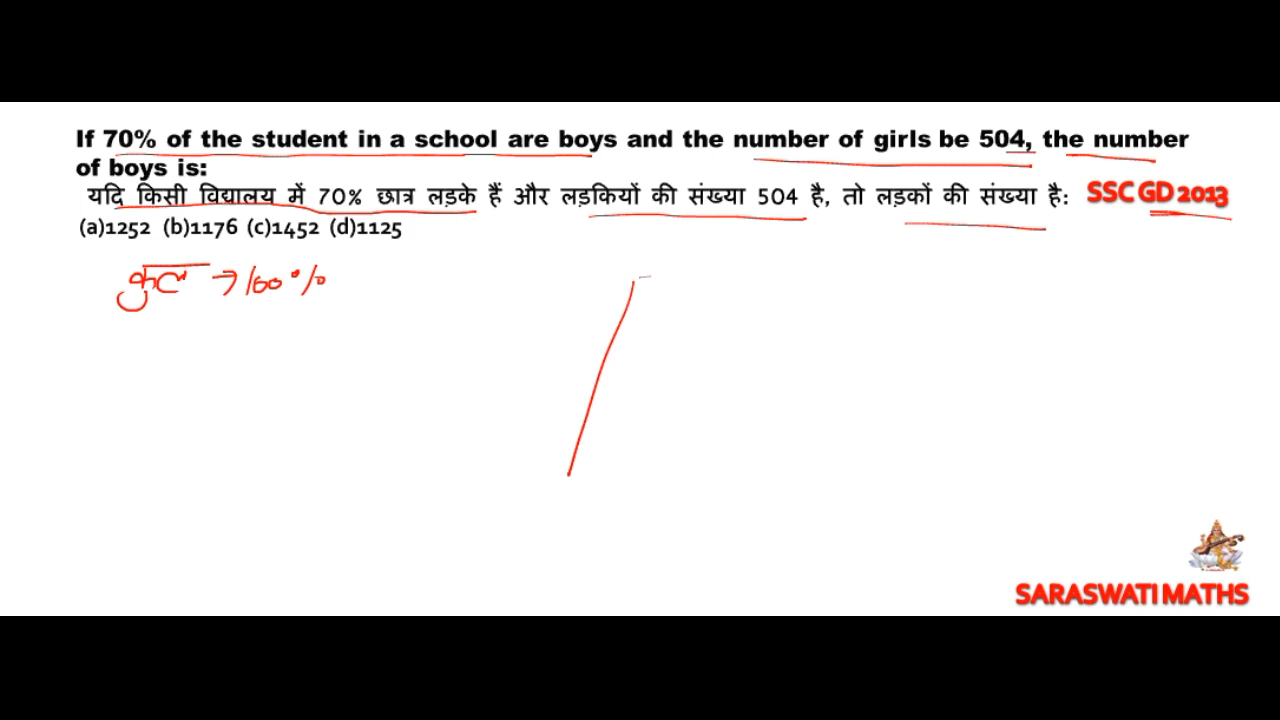 If 70% of the student in a school are boys and the number of girls be 504, the number
of boys is:
यदि किसी विद्यालय में 70% छात्र लड़के हैं और लड़कियों की संख्या 504 है, तो लड़कों की संख्या है: SSC GD 2013
(a)1252 (b)1176 (c)1452 (d)1125
कुल → 100%
SARASWATI MATHS